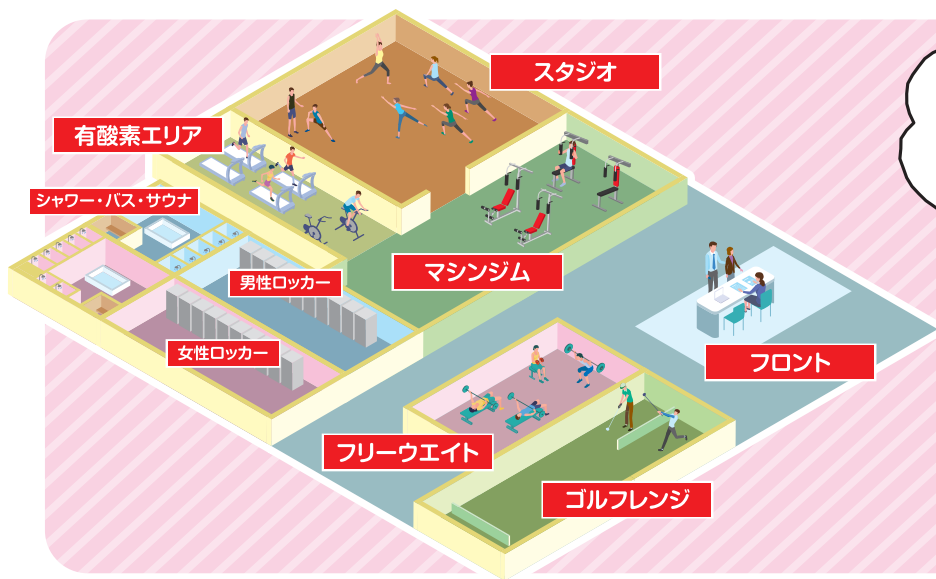 スタジオ
有酸素エリア
シャワー・バス・サウナ
マシンジム
男性ロッカー
女性ロッカー
フロント
フリーウエイト
ゴルフレンジ